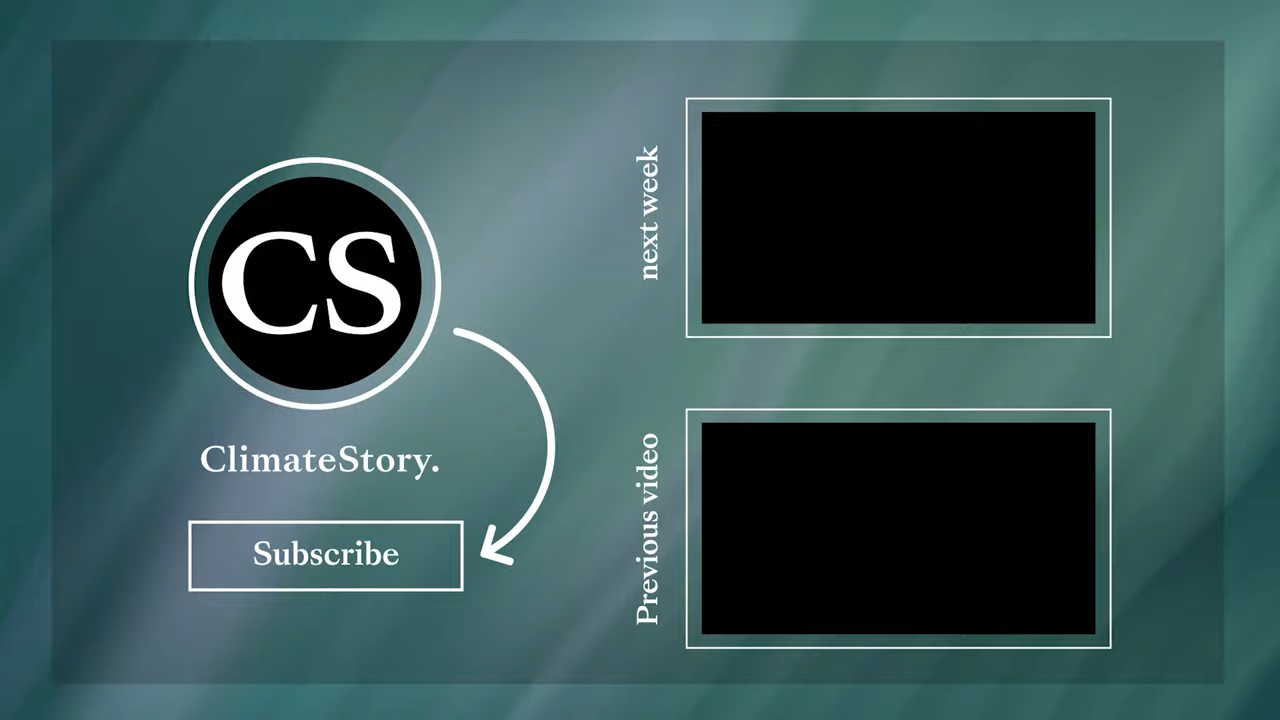 CS
ClimateStory.
Subscribe
next week
Previous video